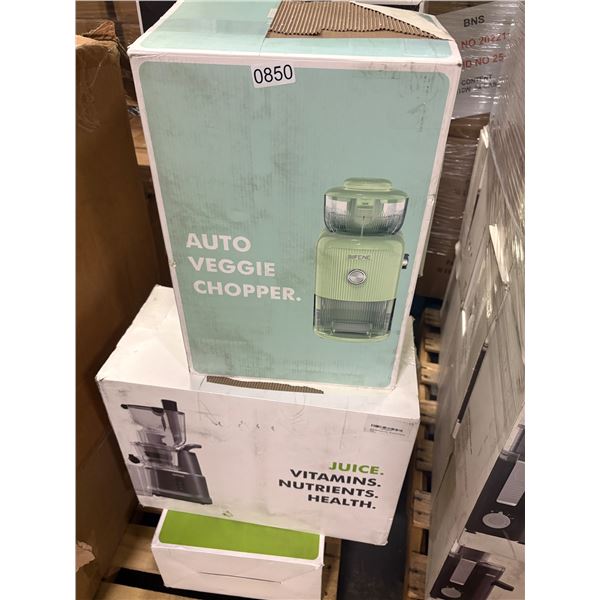 BNS
0850
AUTO
VEGGIE
CHOPPER.
JUICE.
VITAMINS.
NUTRIENTS.
HEALTH.